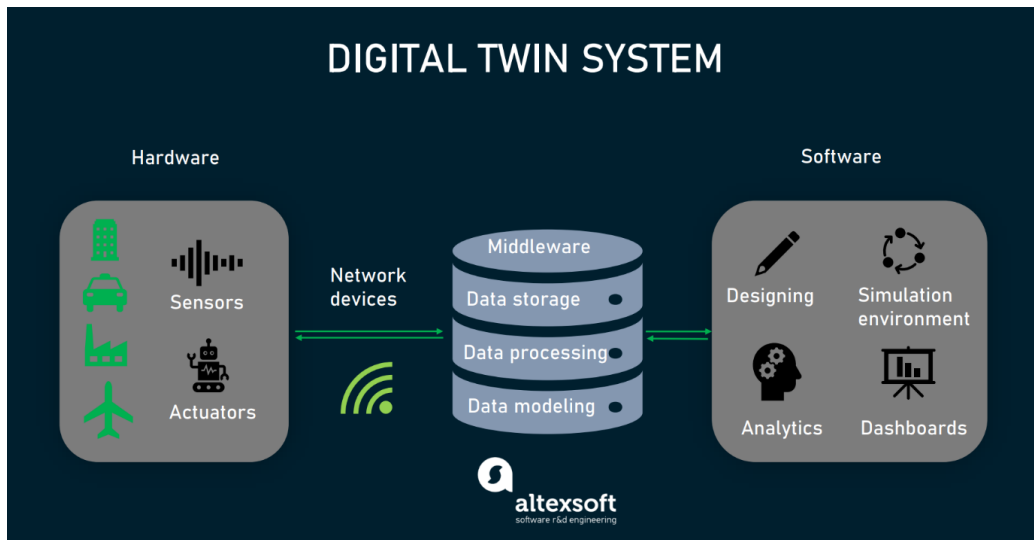 DIGITAL TWIN SYSTEM
Hardware
Software
Sensors
Actuators
Network
devices
Middleware
Data storage
Data processing
Data modeling
Designing
Simulation
environment
Analytics
Dashboards
altexsoft
software r&d engineering